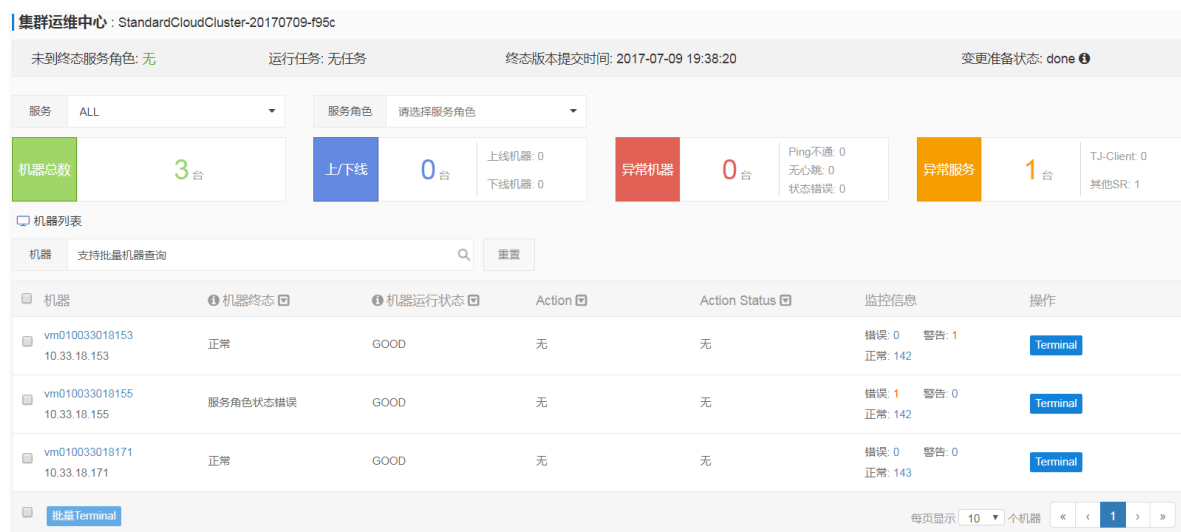 集群运维中心 : StandardCloudCluster-20170709-f95c
未到终态服务角色: 无 运行任务: 无任务 终态版本提交时间: 2017-07-09 19:38:20 变更准备状态: done
服务 ALL 服务角色 请选择服务角色
机器总数 3 台 上/下线 0 台 上线机器: 0 下线机器: 0 异常机器 0 台 Ping不通: 0 无心跳: 0 状态错误: 0 异常服务 1 台 TJ-Client: 0 其他SR: 1
机器列表
机器 支持批量机器查询 重置
机器 机器终态 机器运行状态 Action Action Status 监控信息 操作
vm010033018153 正常 GOOD 无 无 错误: 0 警告: 1 Terminal
10.33.18.153 正常: 142
vm010033018155 服务角色状态错误 GOOD 无 无 错误: 1 警告: 0 Terminal
10.33.18.155 正常: 142
vm010033018171 正常 GOOD 无 无 错误: 0 警告: 0 Terminal
10.33.18.171 正常: 143
批量Terminal 每页显示 10 个机器 « ‹ 1 › »